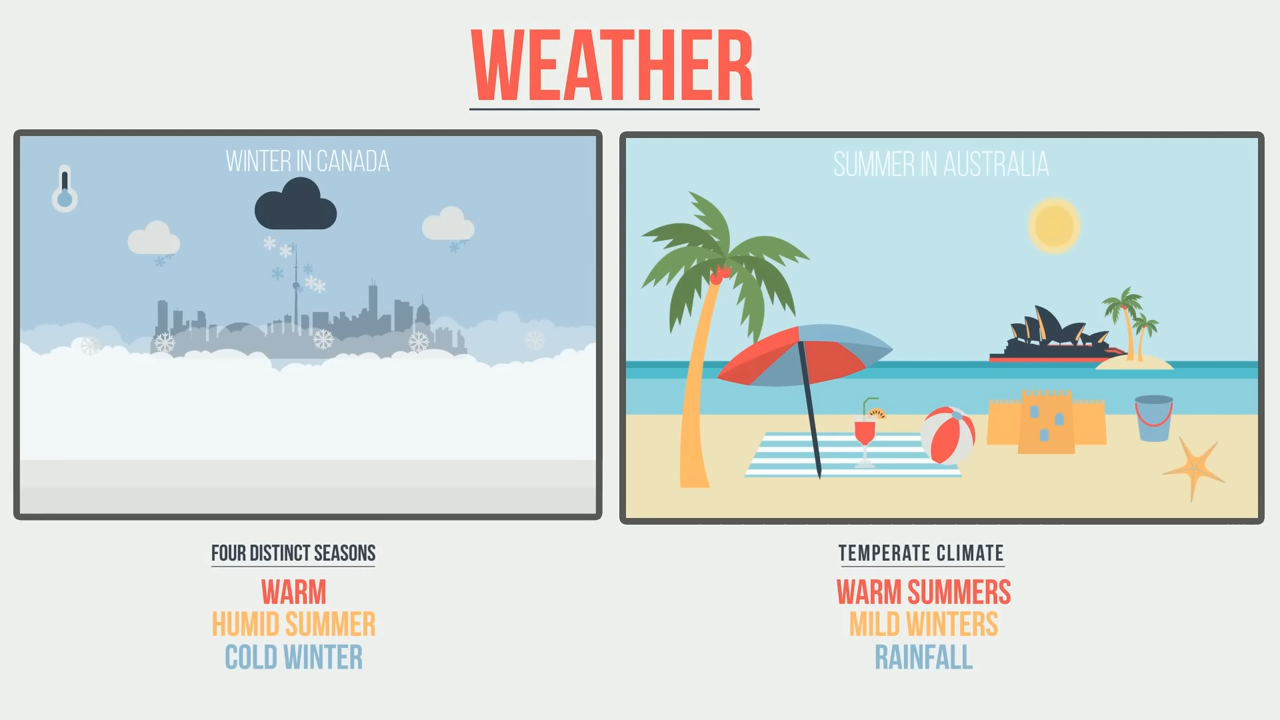 WEATHER
WINTER IN CANADA
FOUR DISTINCT SEASONS
WARM
HUMID SUMMER
COLD WINTER
SUMMER IN AUSTRALIA
TEMPERATE CLIMATE
WARM SUMMERS
MILD WINTERS
RAINFALL